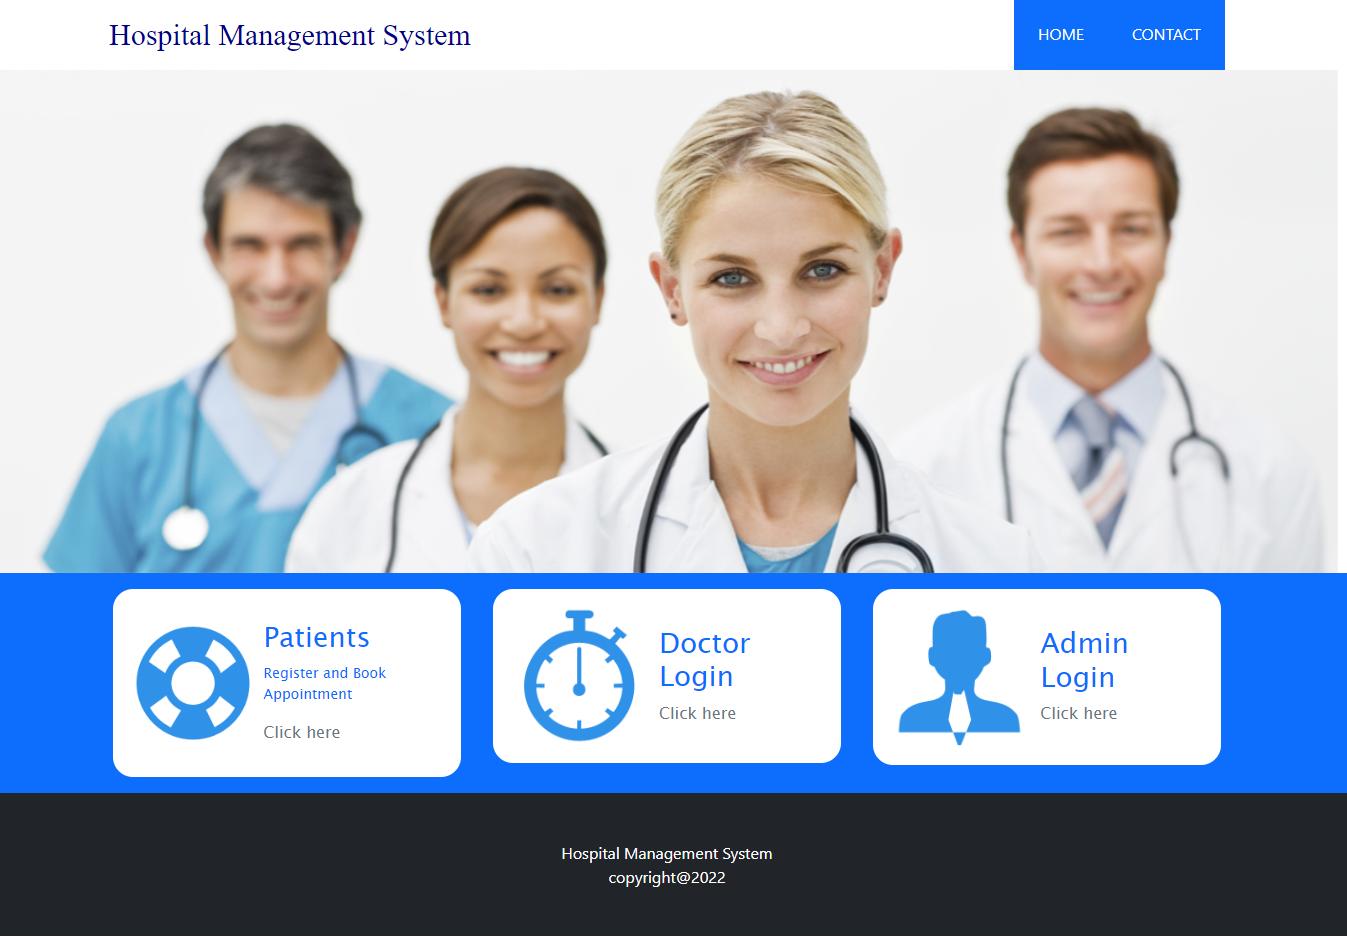 Hospital Management System
HOME
CONTACT
Patients
Register and Book
Appointment
Click here
Doctor
Login
Click here
Admin
Login
Click here
Hospital Management System
copyright@2022